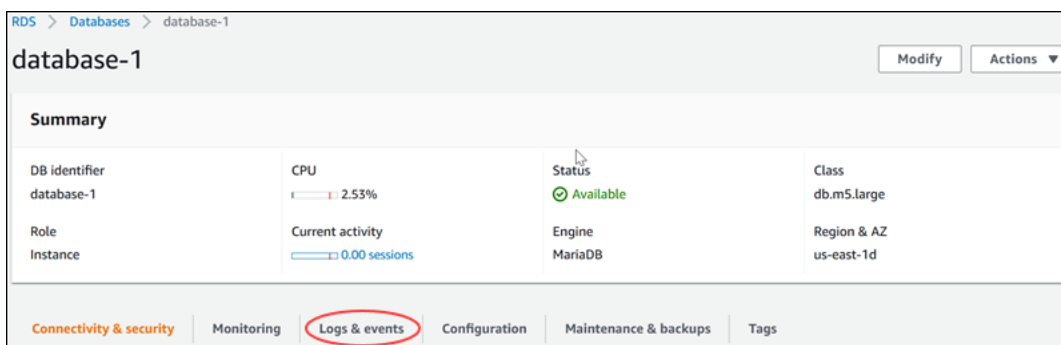 RDS > Databases > database-1
database-1
Modify
Actions ▼
Summary
DB identifier
database-1
CPU
2.53%
Status
Available
Class
db.m5.large
Role
Instance
Current activity
0.00 sessions
Engine
MariaDB
Region & AZ
us-east-1d
Connectivity & security
Monitoring
Logs & events
Configuration
Maintenance & backups
Tags